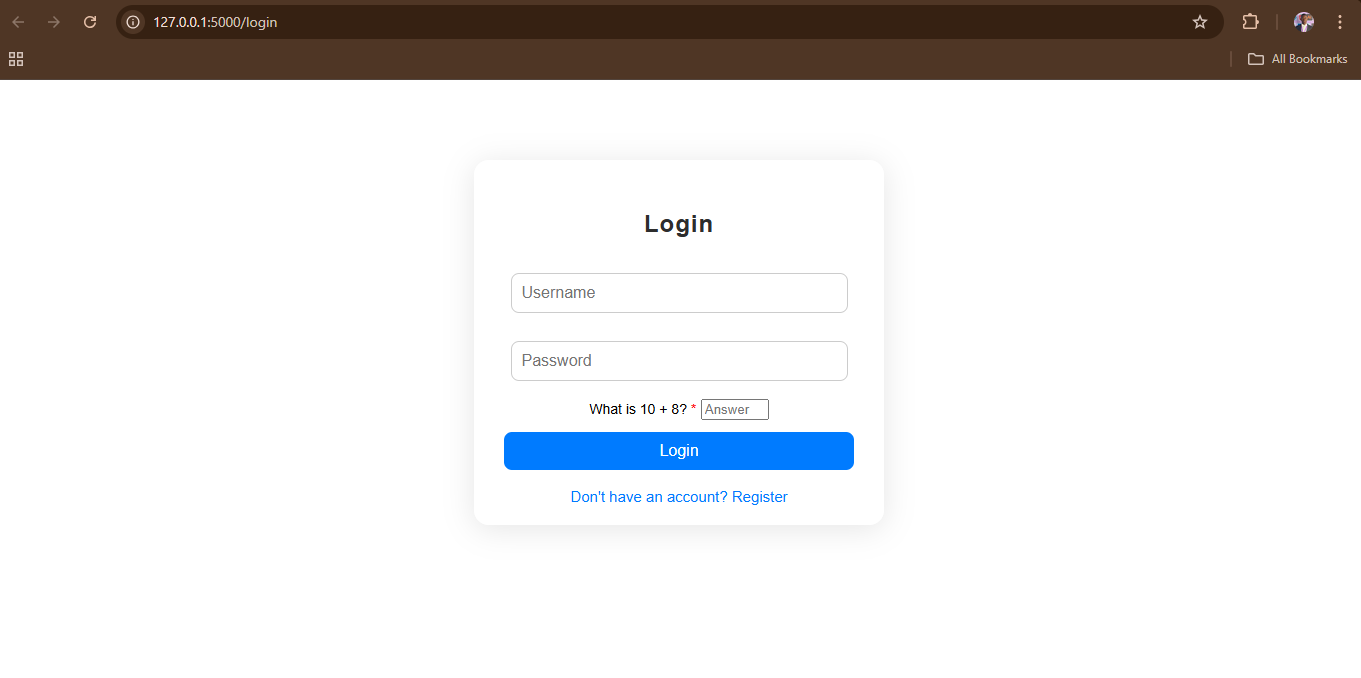 127.0.0.1:5000/login
All Bookmarks
Login
Username
Password
What is 10 + 8? * Answer
Login
Don't have an account? Register